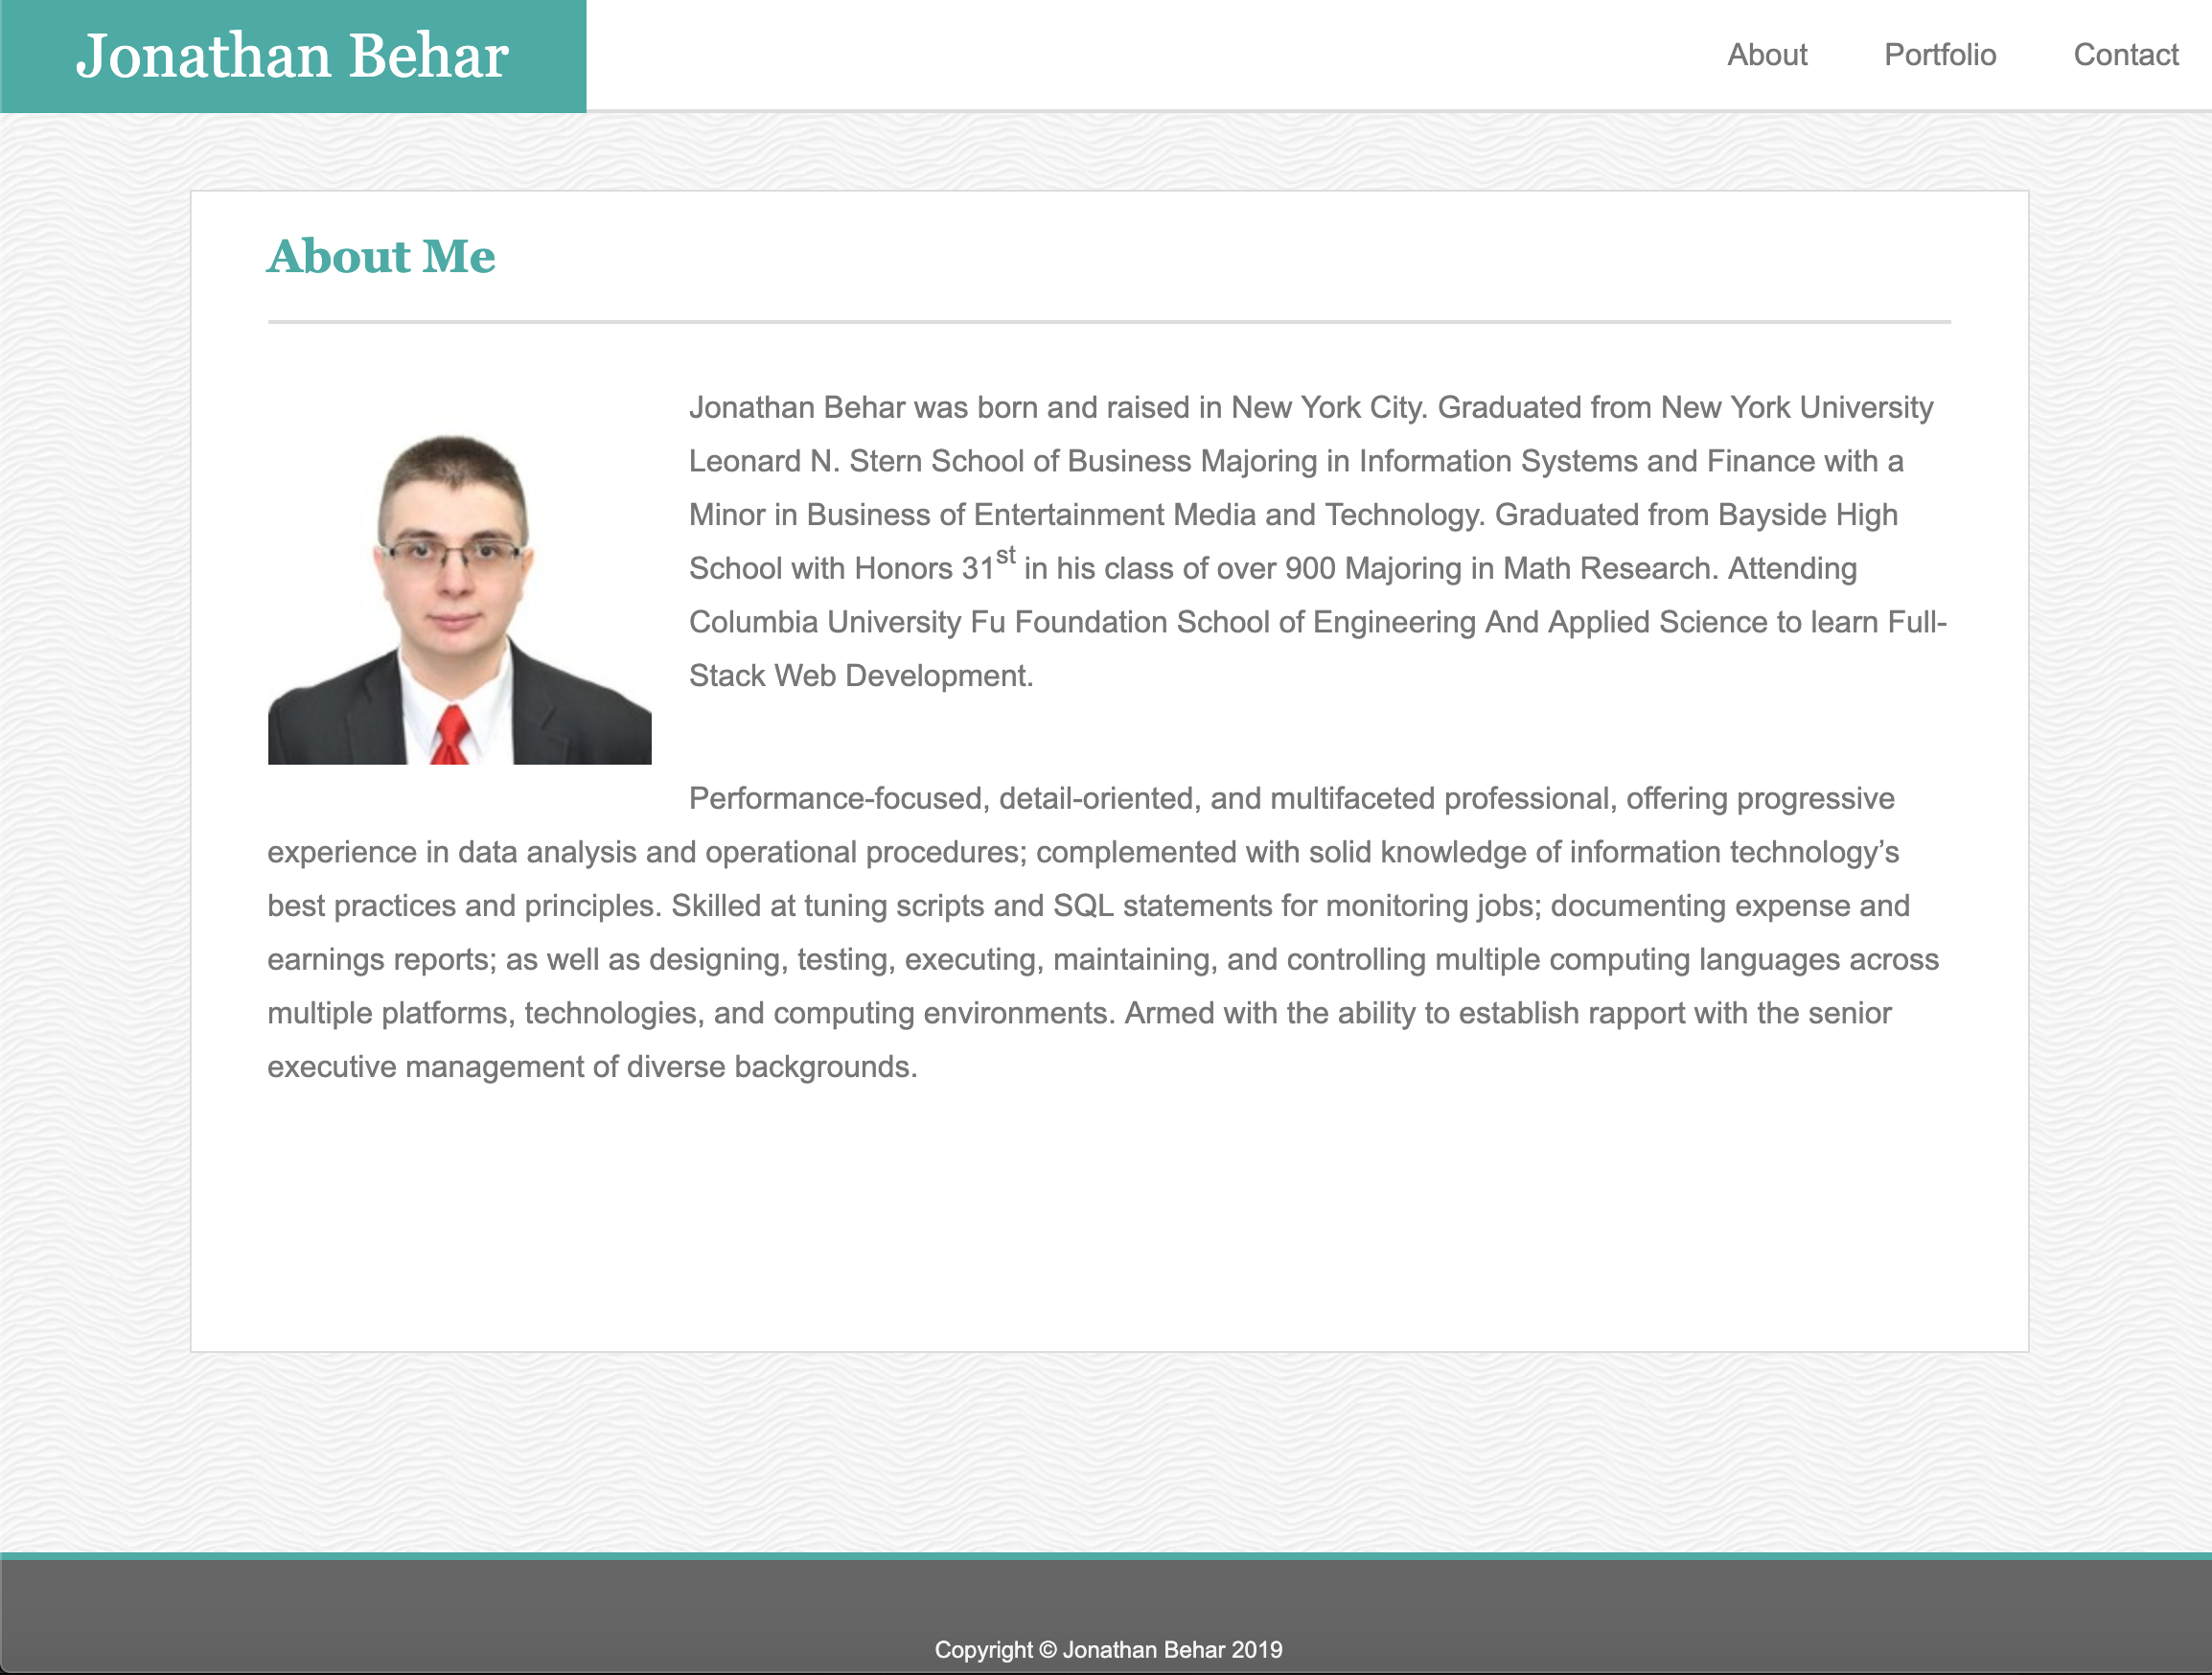 Jonathan Behar
About Portfolio Contact
About Me
Jonathan Behar was born and raised in New York City. Graduated from New York University
Leonard N. Stern School of Business Majoring in Information Systems and Finance with a
Minor in Business of Entertainment Media and Technology. Graduated from Bayside High
School with Honors 31st in his class of over 900 Majoring in Math Research. Attending
Columbia University Fu Foundation School of Engineering And Applied Science to learn Full-
Stack Web Development.
Performance-focused, detail-oriented, and multifaceted professional, offering progressive
experience in data analysis and operational procedures; complemented with solid knowledge of information technology’s
best practices and principles. Skilled at tuning scripts and SQL statements for monitoring jobs; documenting expense and
earnings reports; as well as designing, testing, executing, maintaining, and controlling multiple computing languages across
multiple platforms, technologies, and computing environments. Armed with the ability to establish rapport with the senior
executive management of diverse backgrounds.
Copyright © Jonathan Behar 2019